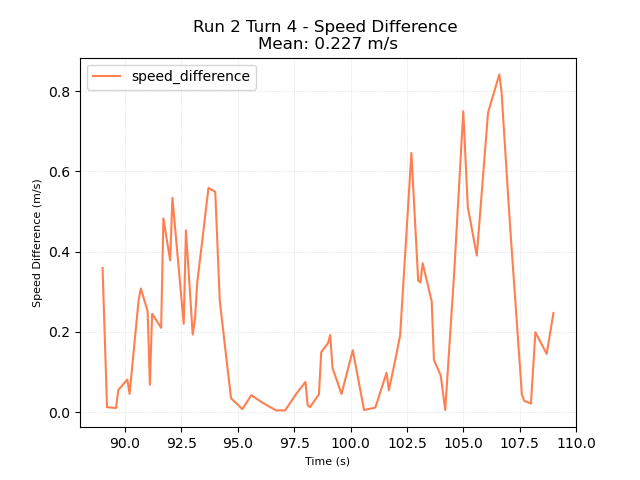 Run 2 Turn 4 - Speed Difference
Mean: 0.227 m/s
speed_difference
Speed Difference (m/s)
0.8
0.6
0.4
0.2
0.0
90.0 92.5 95.0 97.5 100.0 102.5 105.0 107.5 110.0
Time (s)